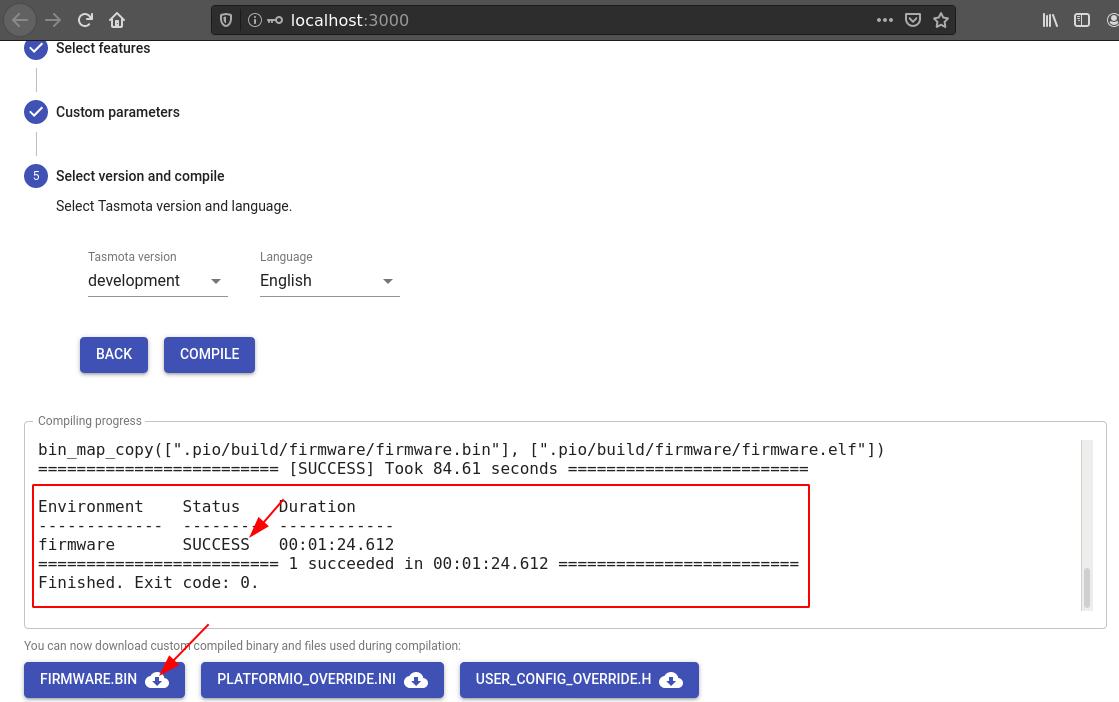 localhost:3000
Select features
Custom parameters
5 Select version and compile
Select Tasmota version and language.
Tasmota version Language
development English
BACK COMPILE
Compiling progress
bin_map_copy([".pio/build/firmware/firmware.bin"], [".pio/build/firmware/firmware.elf"])
========================= [SUCCESS] Took 84.61 seconds =========================
Environment    Status    Duration
-------------  --------  ------------
firmware       SUCCESS   00:01:24.612
========================= 1 succeeded in 00:01:24.612 =========================
Finished. Exit code: 0.
You can now download custom compiled binary and files used during compilation:
FIRMWARE.BIN PLATFORMIO_OVERRIDE.INI USER_CONFIG_OVERRIDE.H